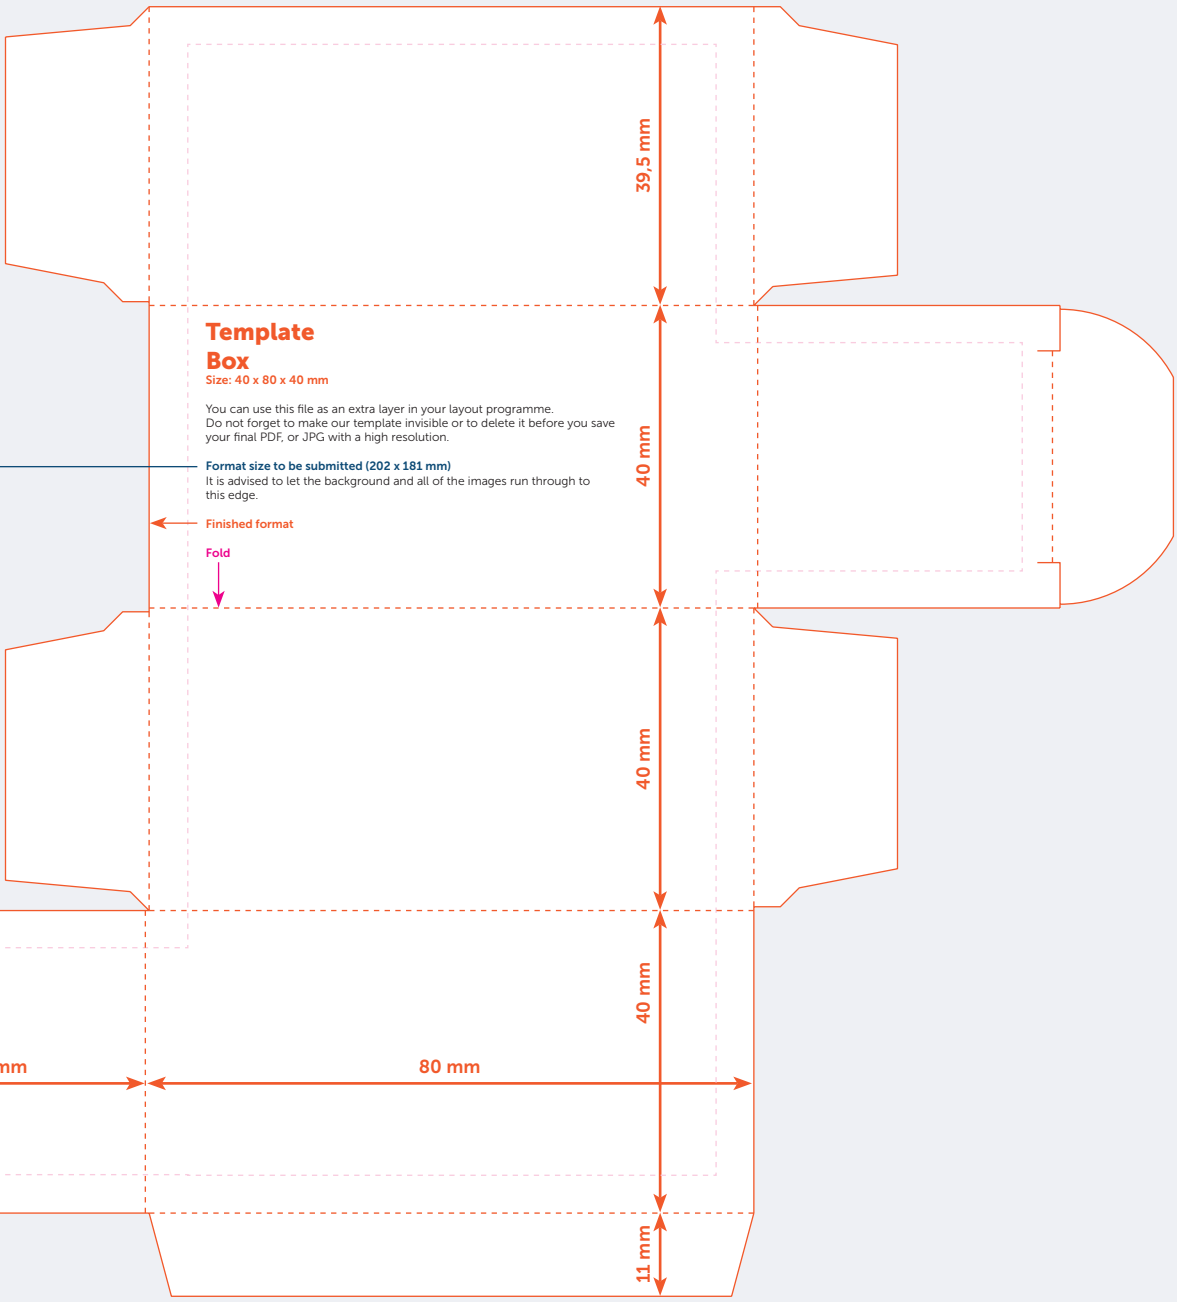 39,5 mm
Template
Box
Size: 40 x 80 x 40 mm
You can use this file as an extra layer in your layout programme.
Do not forget to make our template invisible or to delete it before you save
your final PDF, or JPG with a high resolution.
Format size to be submitted (202 x 181 mm)
It is advised to let the background and all of the images run through to
this edge.
Finished format
Fold
40 mm
40 mm
40 mm
mm
80 mm
11 mm